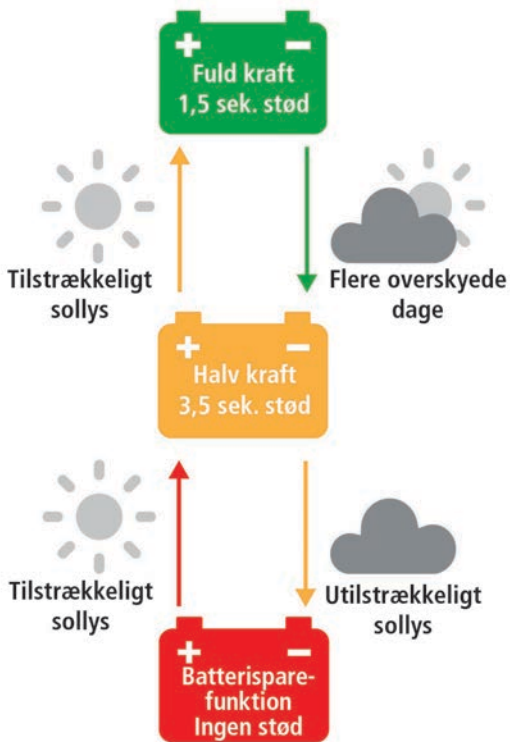 + −
Fuld kraft
1,5 sek. stød
Tilstrækkeligt
sollys
Flere overskyede
dage
+ −
Halv kraft
3,5 sek. stød
Tilstrækkeligt
sollys
Utilstrækkeligt
sollys
+ −
Batterispare-
funktion
Ingen stød